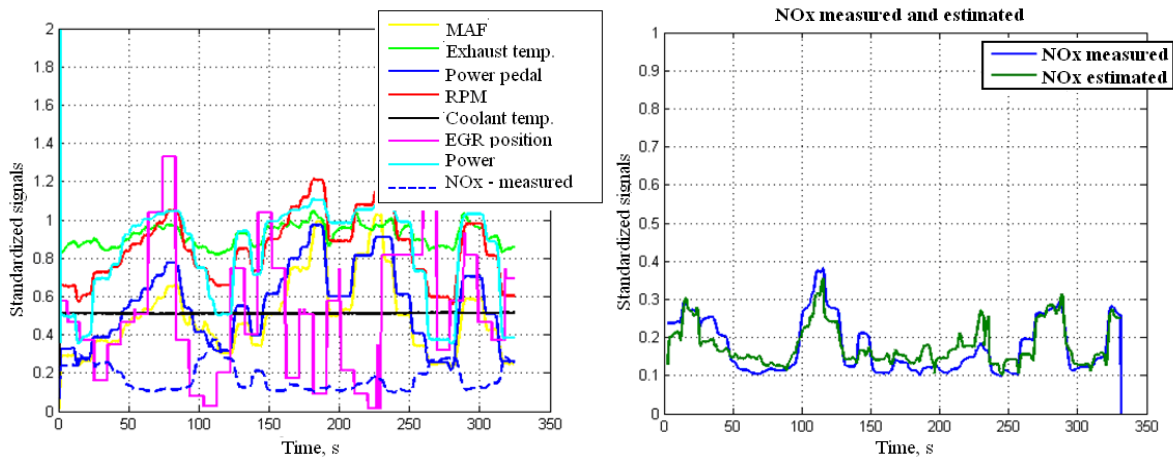 MAF
Exhaust temp.
Power pedal
RPM
Coolant temp.
EGR position
Power
NOx - measured
Standardized signals
2
1.8
1.6
1.4
1.2
1
0.8
0.6
0.4
0.2
0
0
50
100
150
200
250
300
350
Time, s
NOx measured and estimated
NOx measured
NOx estimated
Standardized signals
1
0.9
0.8
0.7
0.6
0.5
0.4
0.3
0.2
0.1
0
0
50
100
150
200
250
300
350
Time, s